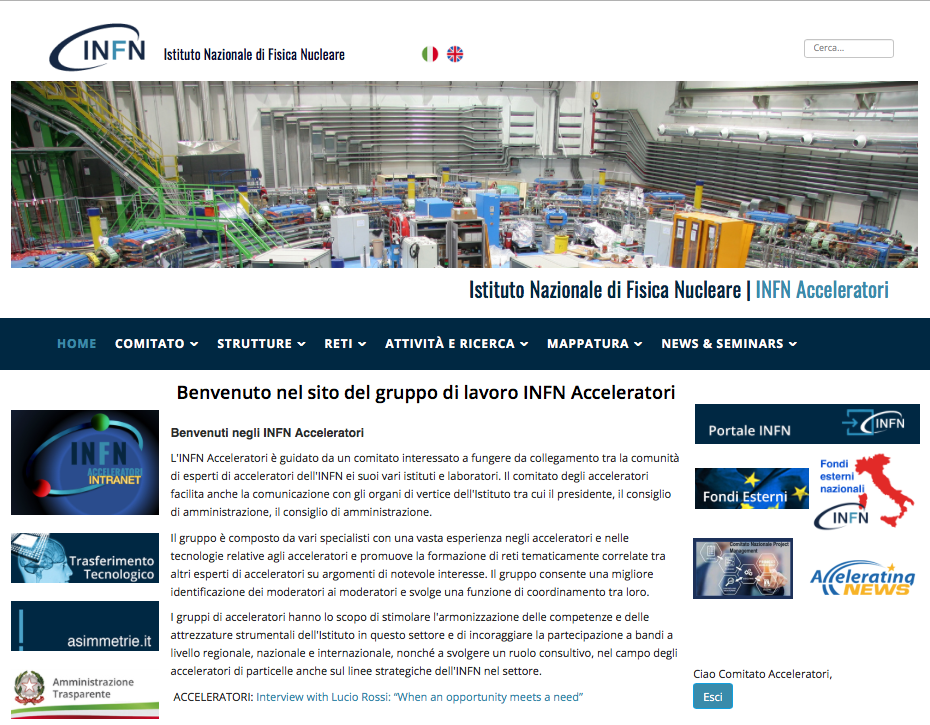 INFN Istituto Nazionale di Fisica Nucleare
Cerca...
Istituto Nazionale di Fisica Nucleare | INFN Acceleratori
HOME COMITATO STRUTTURE RETI ATTIVITÀ E RICERCA MAPPATURA NEWS & SEMINARS
Benvenuto nel sito del gruppo di lavoro INFN Acceleratori
INFN
ACCELERATORI
INTRANET
Trasferimento
Tecnologico
asimmetrie.it
Amministrazione
Trasparente
Benvenuti negli INFN Acceleratori
L'INFN Acceleratori è guidato da un comitato interessato a fungere da collegamento tra la comunità
di esperti di acceleratori dell'INFN ei suoi vari istituti e laboratori. Il comitato degli acceleratori
facilita anche la comunicazione con gli organi di vertice dell'Istituto tra cui il presidente, il consiglio
di amministrazione, il consiglio di amministrazione.
Il gruppo è composto da vari specialisti con una vasta esperienza negli acceleratori e nelle
tecnologie relative agli acceleratori e promuove la formazione di reti tematicamente correlate tra
altri esperti di acceleratori su argomenti di notevole interesse. Il gruppo consente una migliore
identificazione dei moderatori ai moderatori e svolge una funzione di coordinamento tra loro.
I gruppi di acceleratori hanno lo scopo di stimolare l'armonizzazione delle competenze e delle
attrezzature strumentali dell'Istituto in questo settore e di incoraggiare la partecipazione a bandi a
livello regionale, nazionale e internazionale, nonché a svolgere un ruolo consultivo, nel campo degli
acceleratori di particelle anche sul linee strategiche dell'INFN nel settore.
ACCELERATORI: Interview with Lucio Rossi: “When an opportunity meets a need”
Portale INFN INFN
Fondi Esterni
Fondi
esterni
nazionali
INFN
Comitato Nazionale Project
Management
Accelerating
NEWS
Ciao Comitato Acceleratori,
Esci